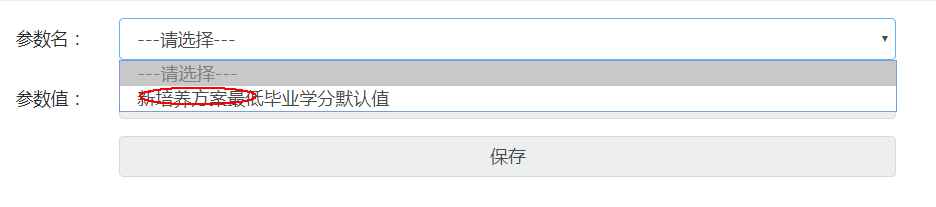 参数名：
---请选择---
---请选择---
参数值：
新培养方案最低毕业学分默认值
保存